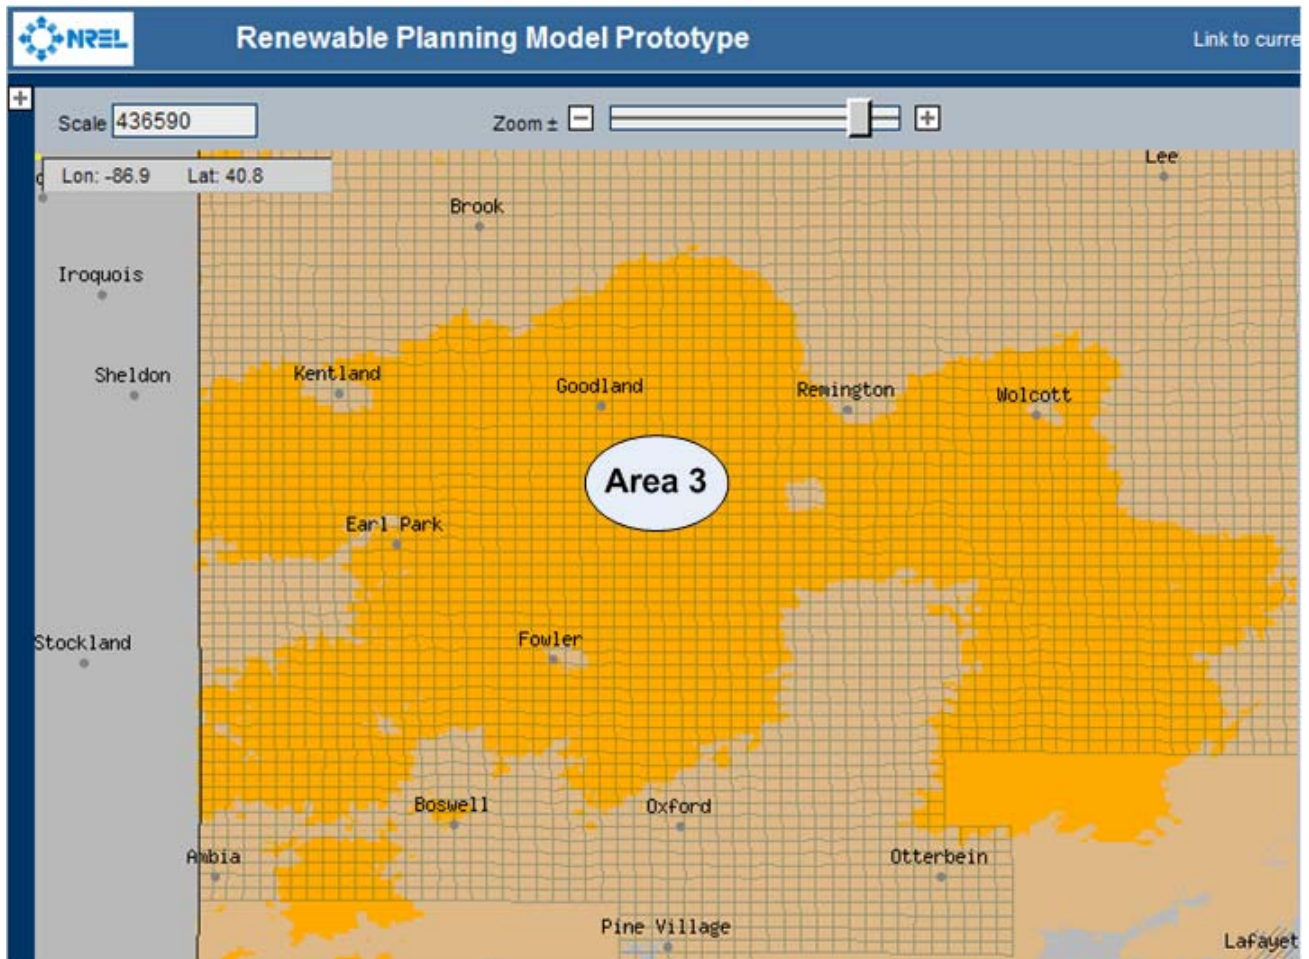 NREL
Renewable Planning Model Prototype
Link to curre
Scale 436590
Zoom ±
Lon: -86.9 Lat: 40.8
Lee
Brook
Iroquois
Sheldon
Kentland
Goodland
Remington
Wolcott
Area 3
Earl Park
Stockland
Fowler
Boswell
Oxford
Ambia
Otterbein
Pine Village
Lafayet